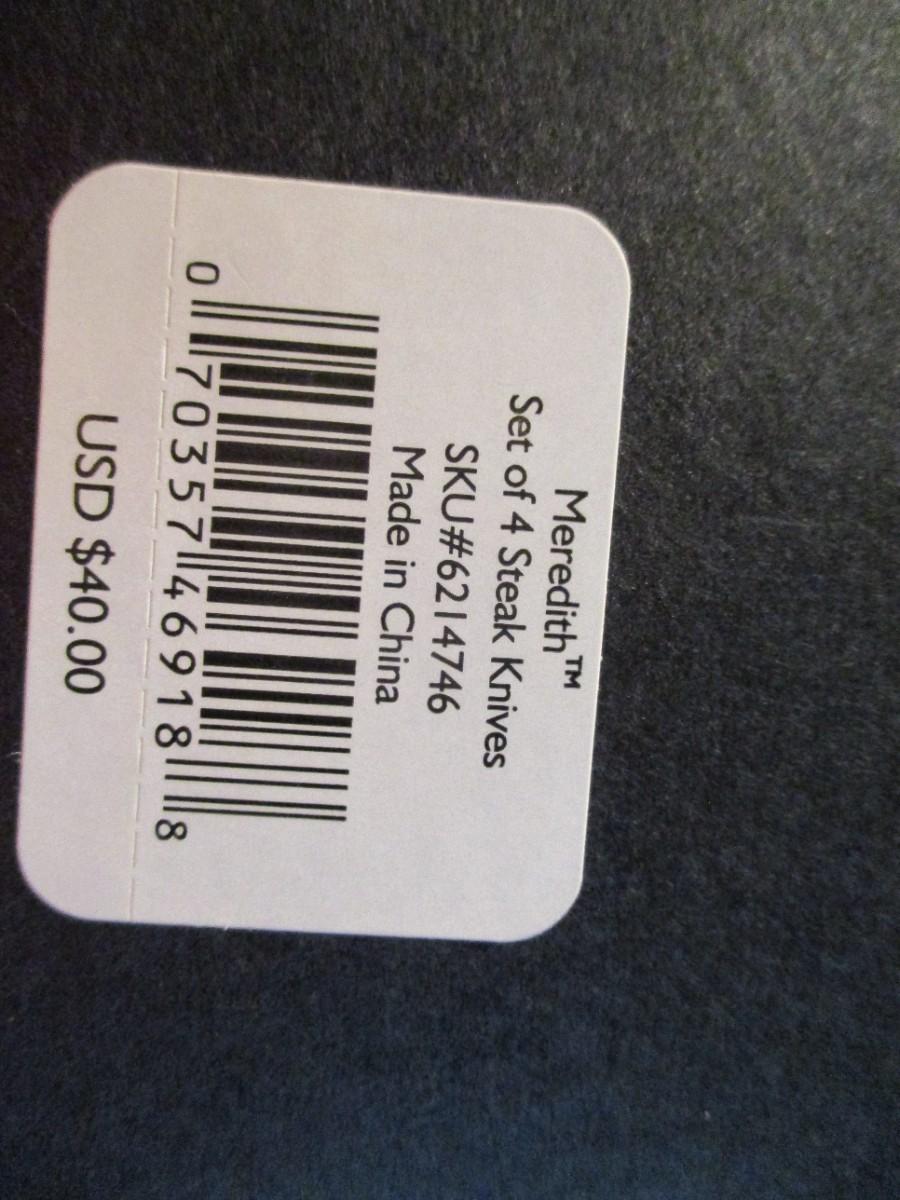 Meredith™
Set of 4 Steak Knives
SKU#6214746
Made in China
0 70357 46918 8
USD $40.00